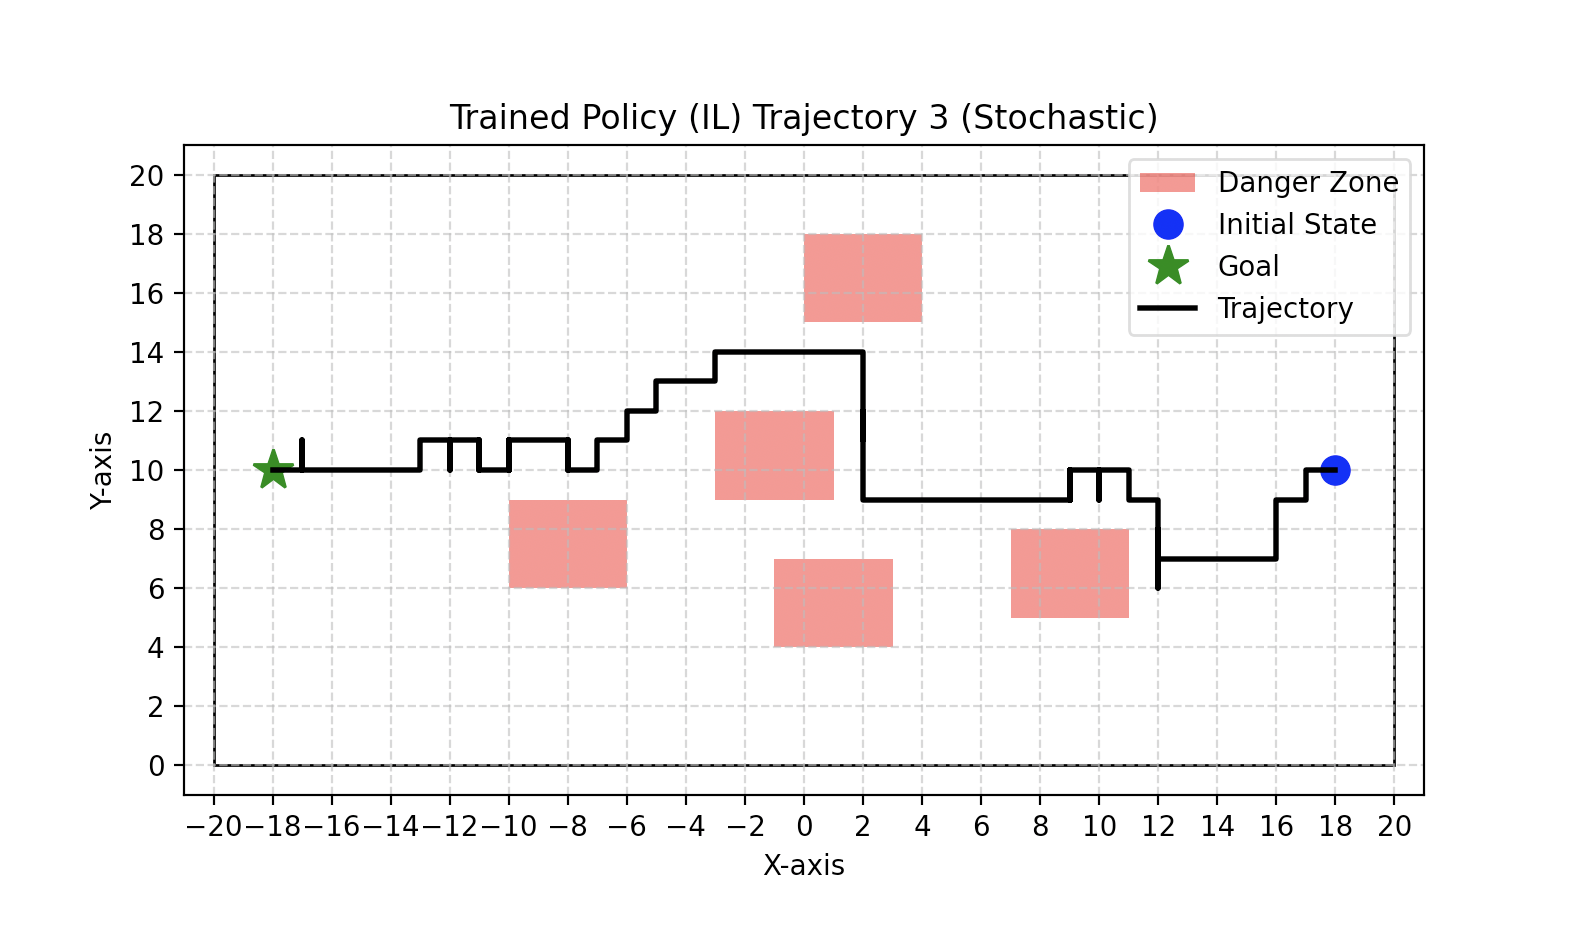 Trained Policy (IL) Trajectory 3 (Stochastic)
Danger Zone
Initial State
Goal
Trajectory
Y-axis
20
18
16
14
12
10
8
6
4
2
0
−20 −18 −16 −14 −12 −10 −8 −6 −4 −2 0 2 4 6 8 10 12 14 16 18 20
X-axis